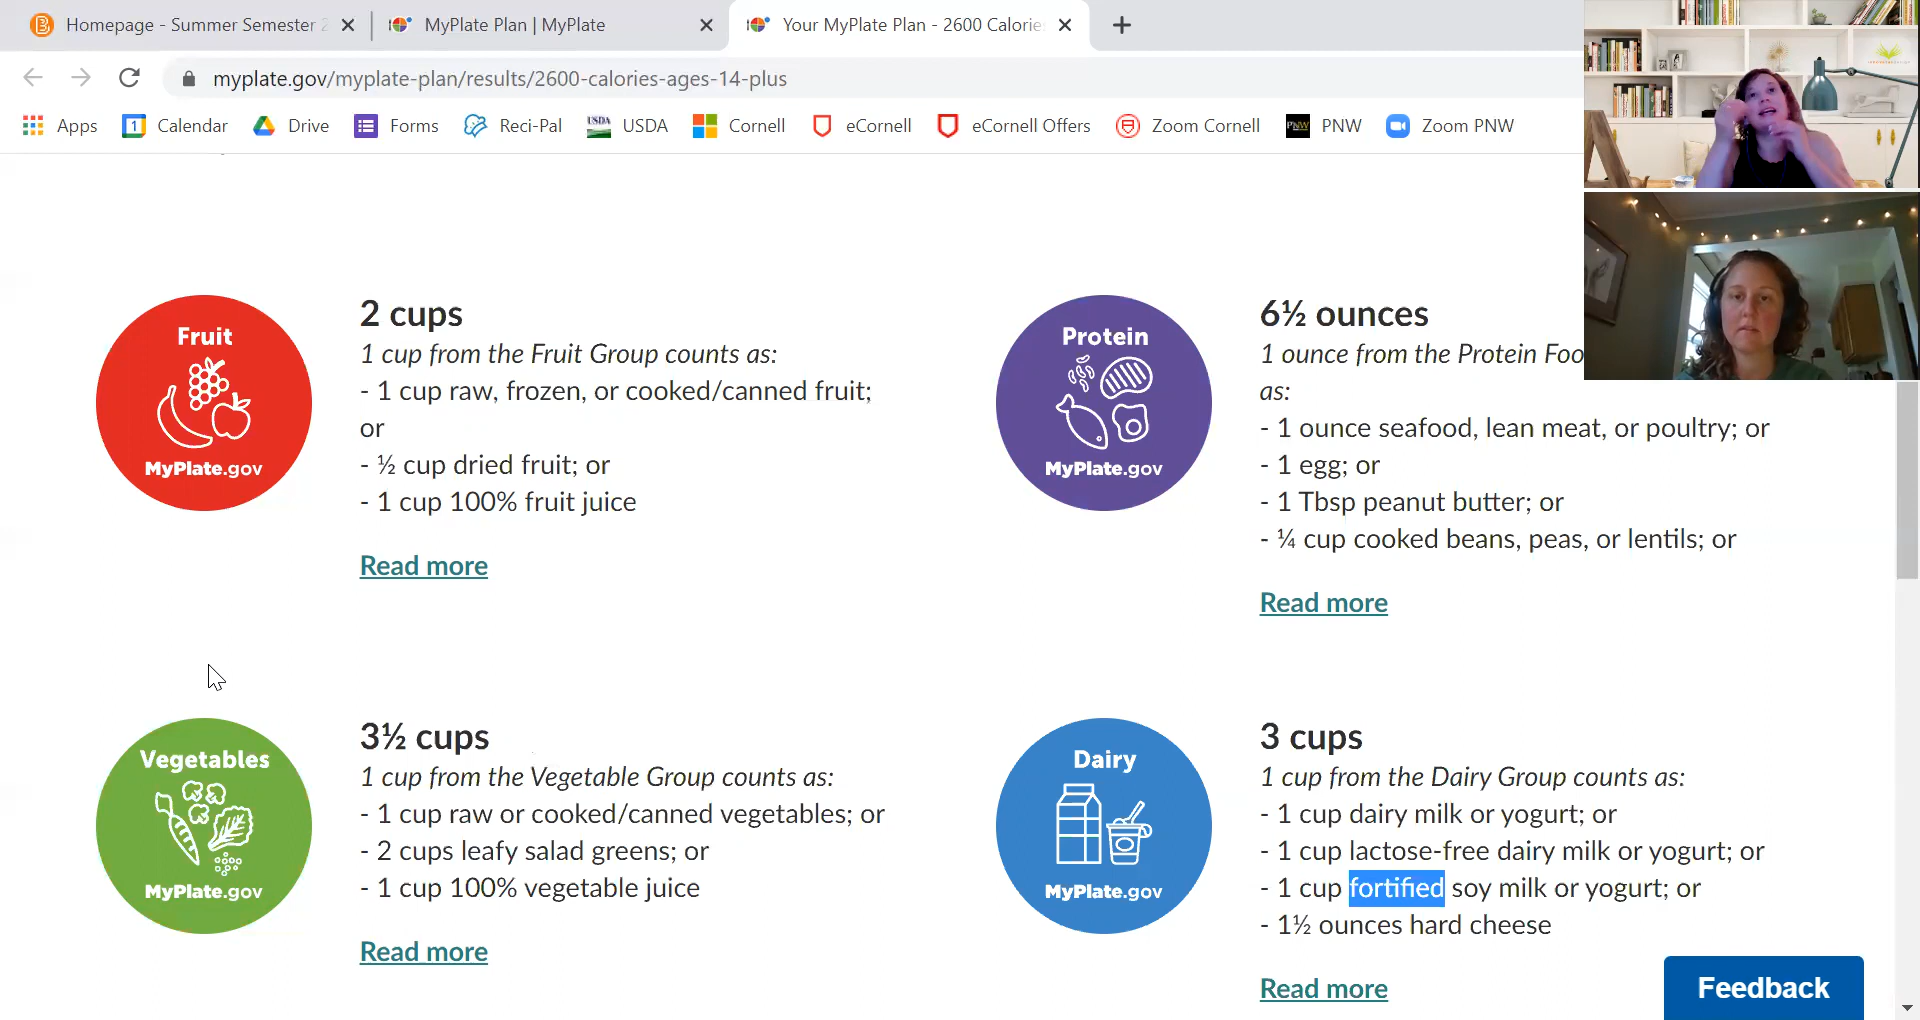 Homepage - Summer Semester 2
MyPlate Plan | MyPlate
Your MyPlate Plan - 2600 Calorie
myplate.gov/myplate-plan/results/2600-calories-ages-14-plus
Apps
Calendar
Drive
Forms
Reci-Pal
USDA
USDA
Cornell
eCornell
eCornell Offers
Zoom Cornell
PNW
PNW
Zoom PNW
Fruit
MyPlate.gov
2 cups
1 cup from the Fruit Group counts as:
- 1 cup raw, frozen, or cooked/canned fruit;
or
- ½ cup dried fruit; or
- 1 cup 100% fruit juice
Read more
Protein
MyPlate.gov
6½ ounces
1 ounce from the Protein Foo
as:
- 1 ounce seafood, lean meat, or poultry; or
- 1 egg; or
- 1 Tbsp peanut butter; or
- ¼ cup cooked beans, peas, or lentils; or
Read more
Vegetables
MyPlate.gov
3½ cups
1 cup from the Vegetable Group counts as:
- 1 cup raw or cooked/canned vegetables; or
- 2 cups leafy salad greens; or
- 1 cup 100% vegetable juice
Read more
Dairy
MyPlate.gov
3 cups
1 cup from the Dairy Group counts as:
- 1 cup dairy milk or yogurt; or
- 1 cup lactose-free dairy milk or yogurt; or
- 1 cup fortified soy milk or yogurt; or
- 1½ ounces hard cheese
Read more
Feedback